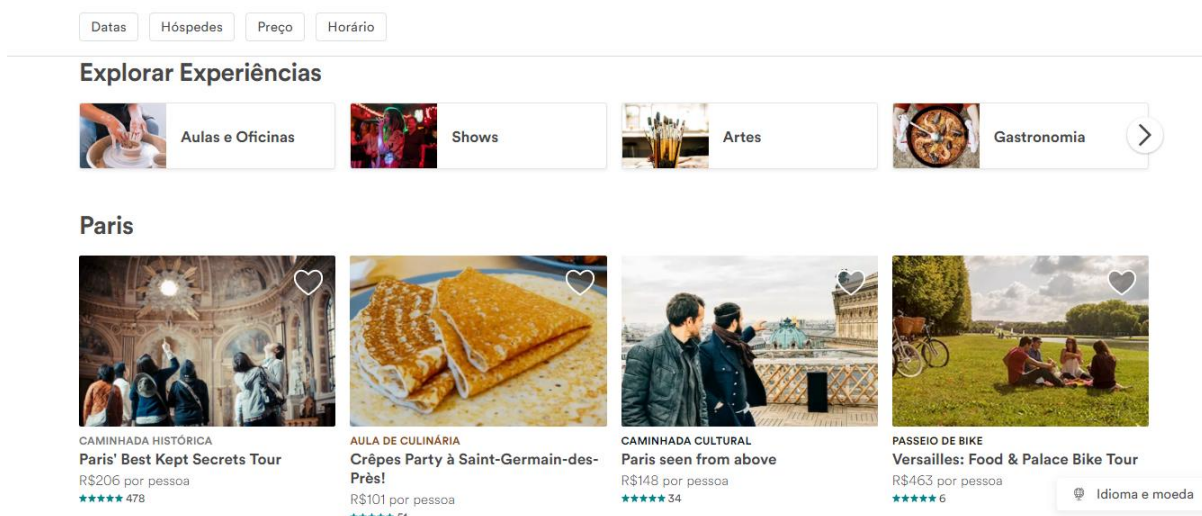 Datas Hóspedes Preço Horário
Explorar Experiências
Aulas e Oficinas Shows Artes Gastronomia
Paris
CAMINHADA HISTÓRICA
Paris' Best Kept Secrets Tour
R$206 por pessoa
★★★★★ 478
AULA DE CULINÁRIA
Crêpes Party à Saint-Germain-des-
Près!
R$101 por pessoa
★★★★★ 51
CAMINHADA CULTURAL
Paris seen from above
R$148 por pessoa
★★★★★ 34
PASSEIO DE BIKE
Versailles: Food & Palace Bike Tour
R$463 por pessoa
★★★★★ 6
Idioma e moeda